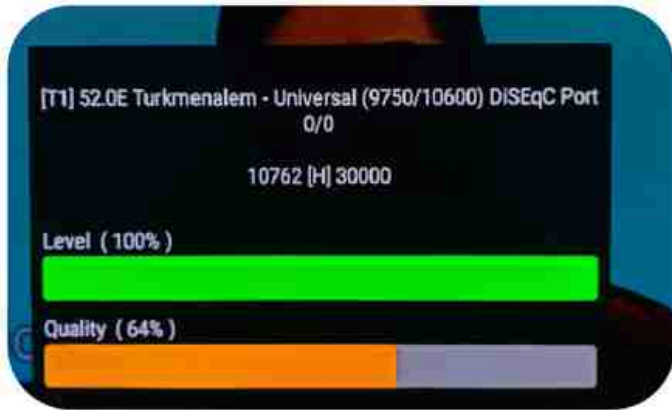 [T1] 52.0E Turkmenalem - Universal (9750/10600) DiSEqC Port
0/0
10762 [H] 30000
Level ( 100% )
Quality ( 64% )